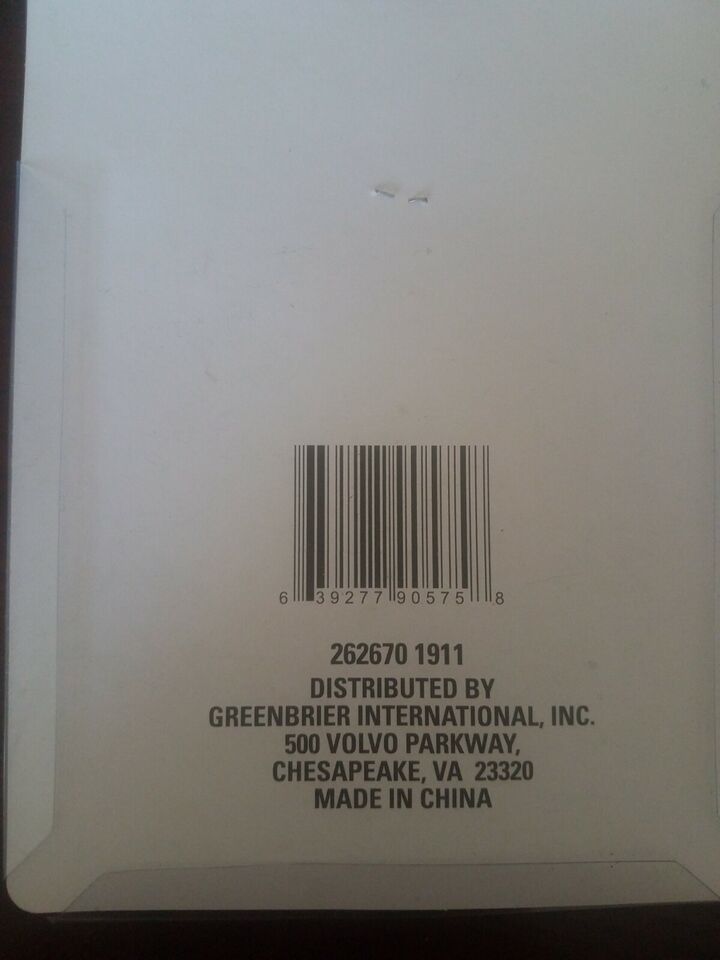 6 39277 90575 8
262670 1911
DISTRIBUTED BY
GREENBRIER INTERNATIONAL, INC.
500 VOLVO PARKWAY,
CHESAPEAKE, VA 23320
MADE IN CHINA